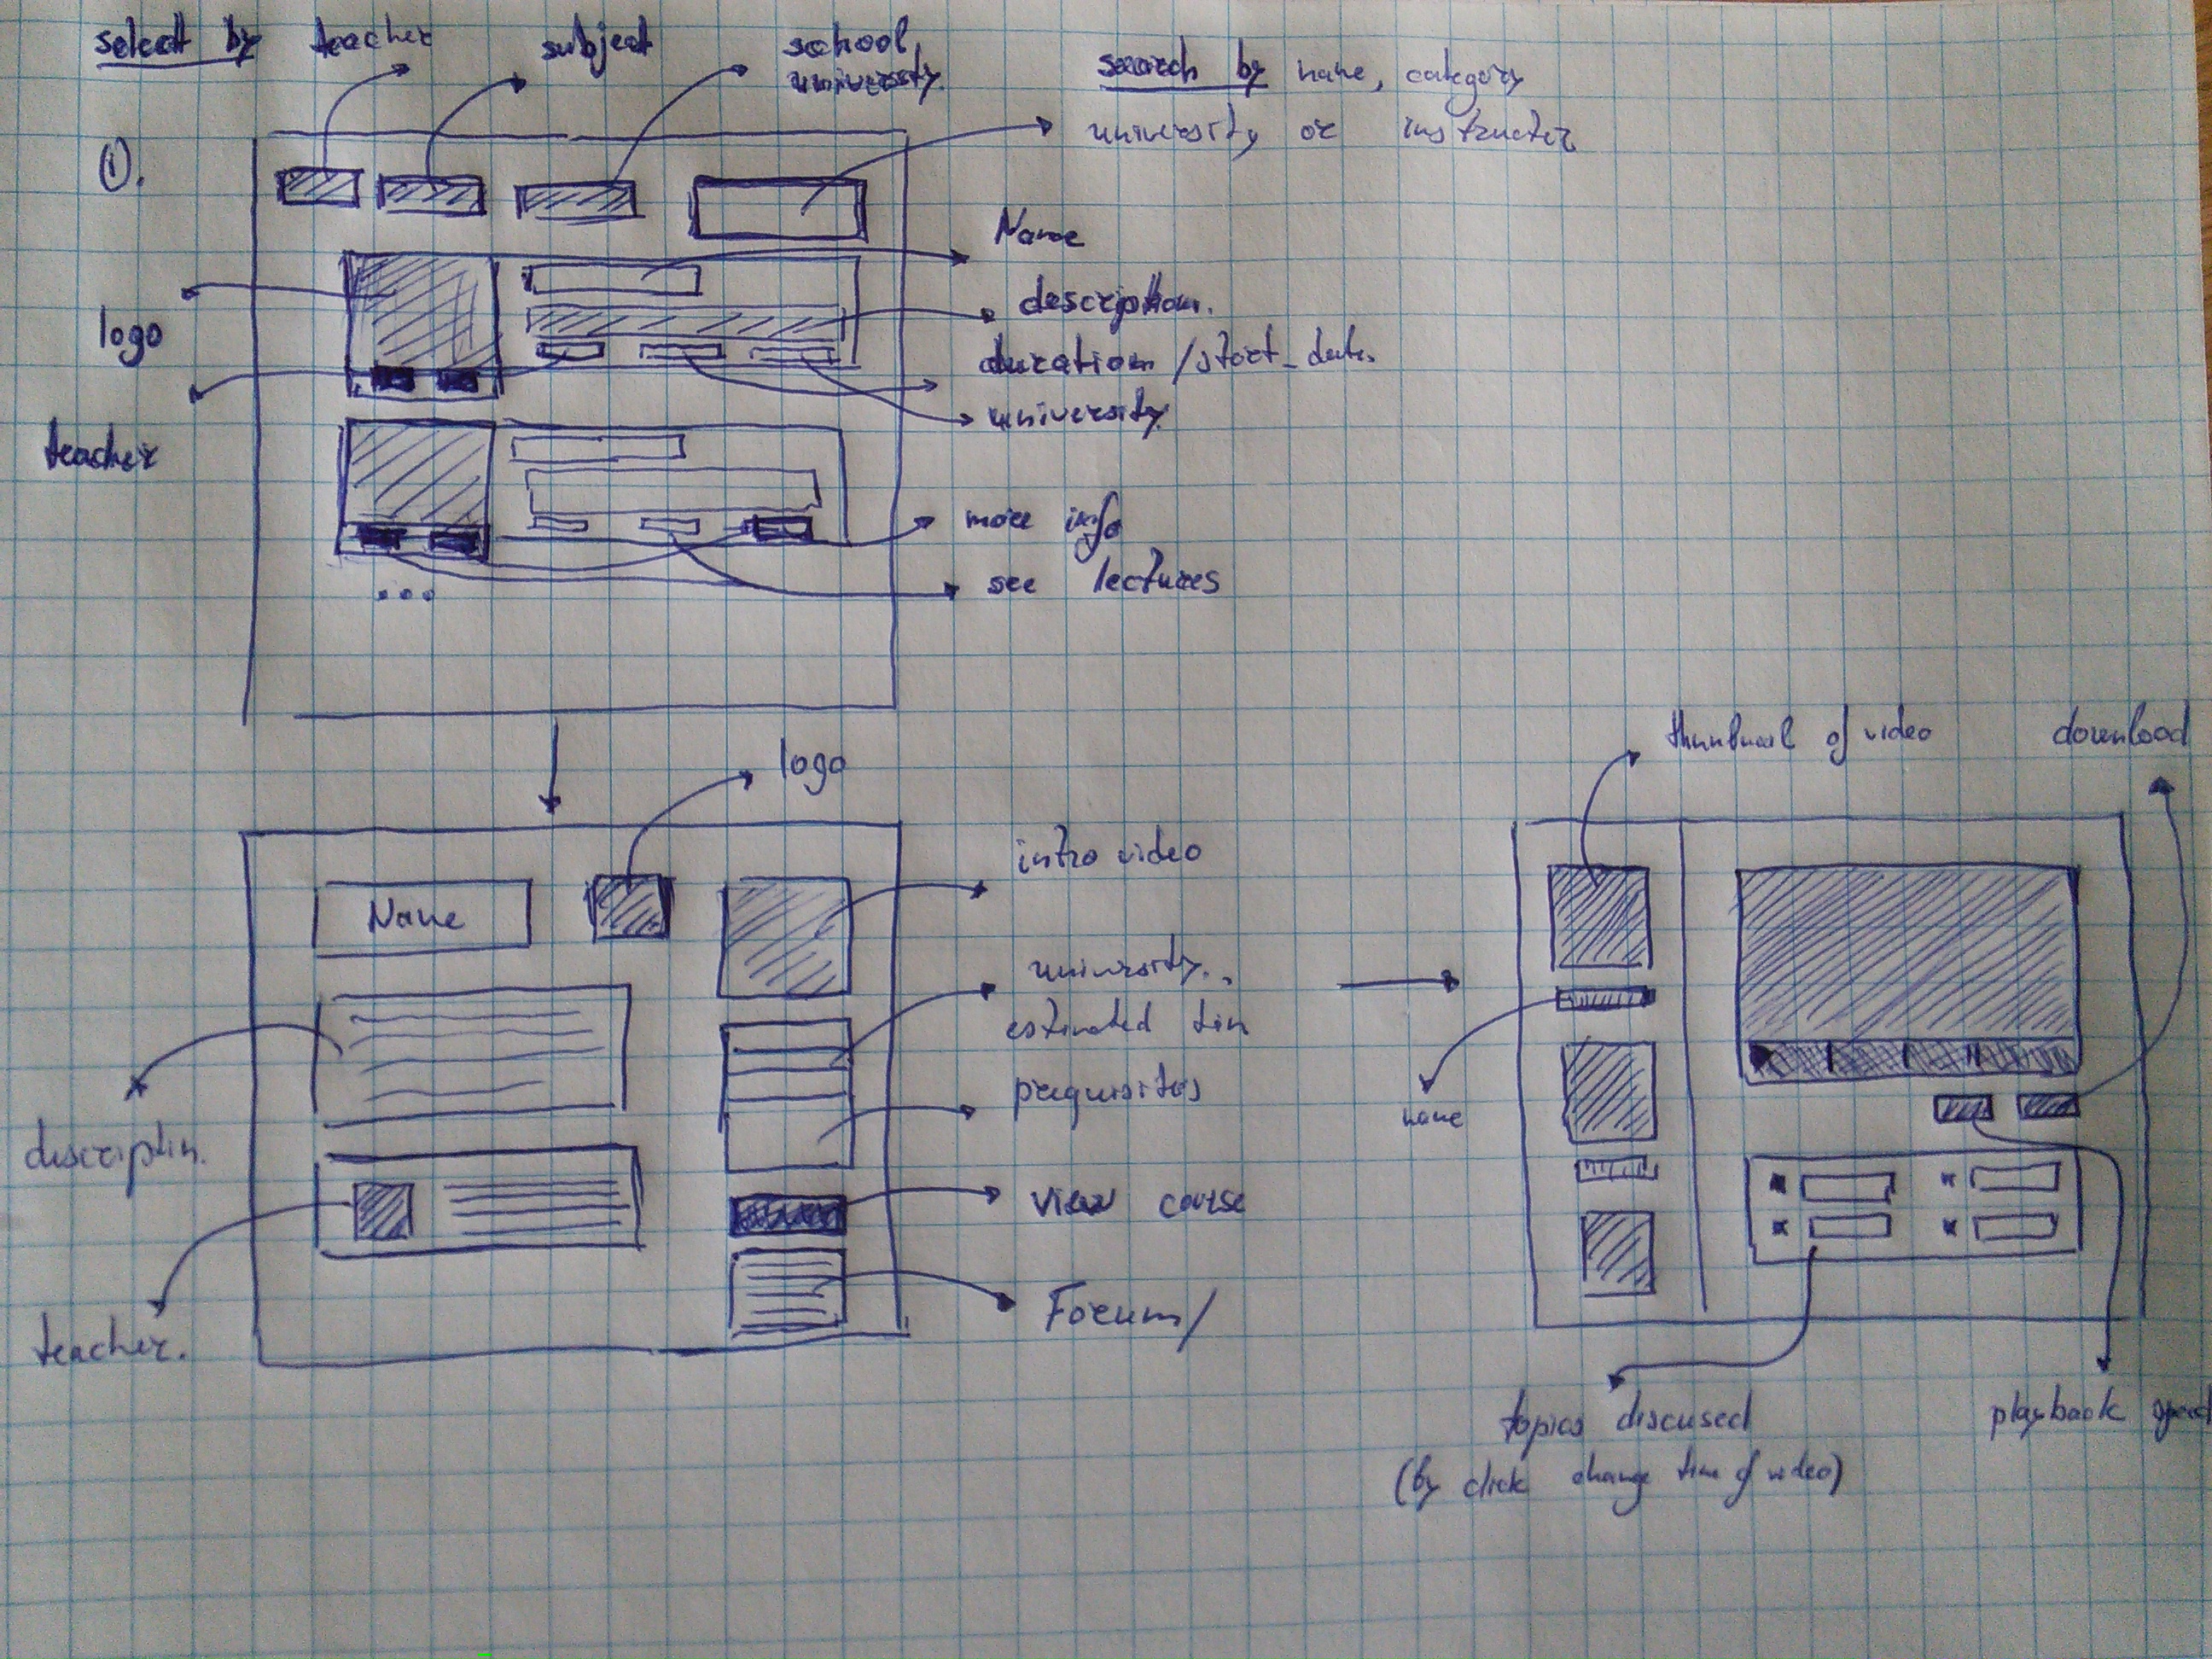 select by teacher subject school,
university.
search by name, category
university or instructor
①.
Name
logo
description.
duration /start_date.
university.
teacher
more info
see lectures
logo
thumbnail of video
download
Name
intro video
university.,
estimated tim
prequisites
name
description.
view course
teacher.
Forum/
topics discused
(by click change time of video)
playback speed